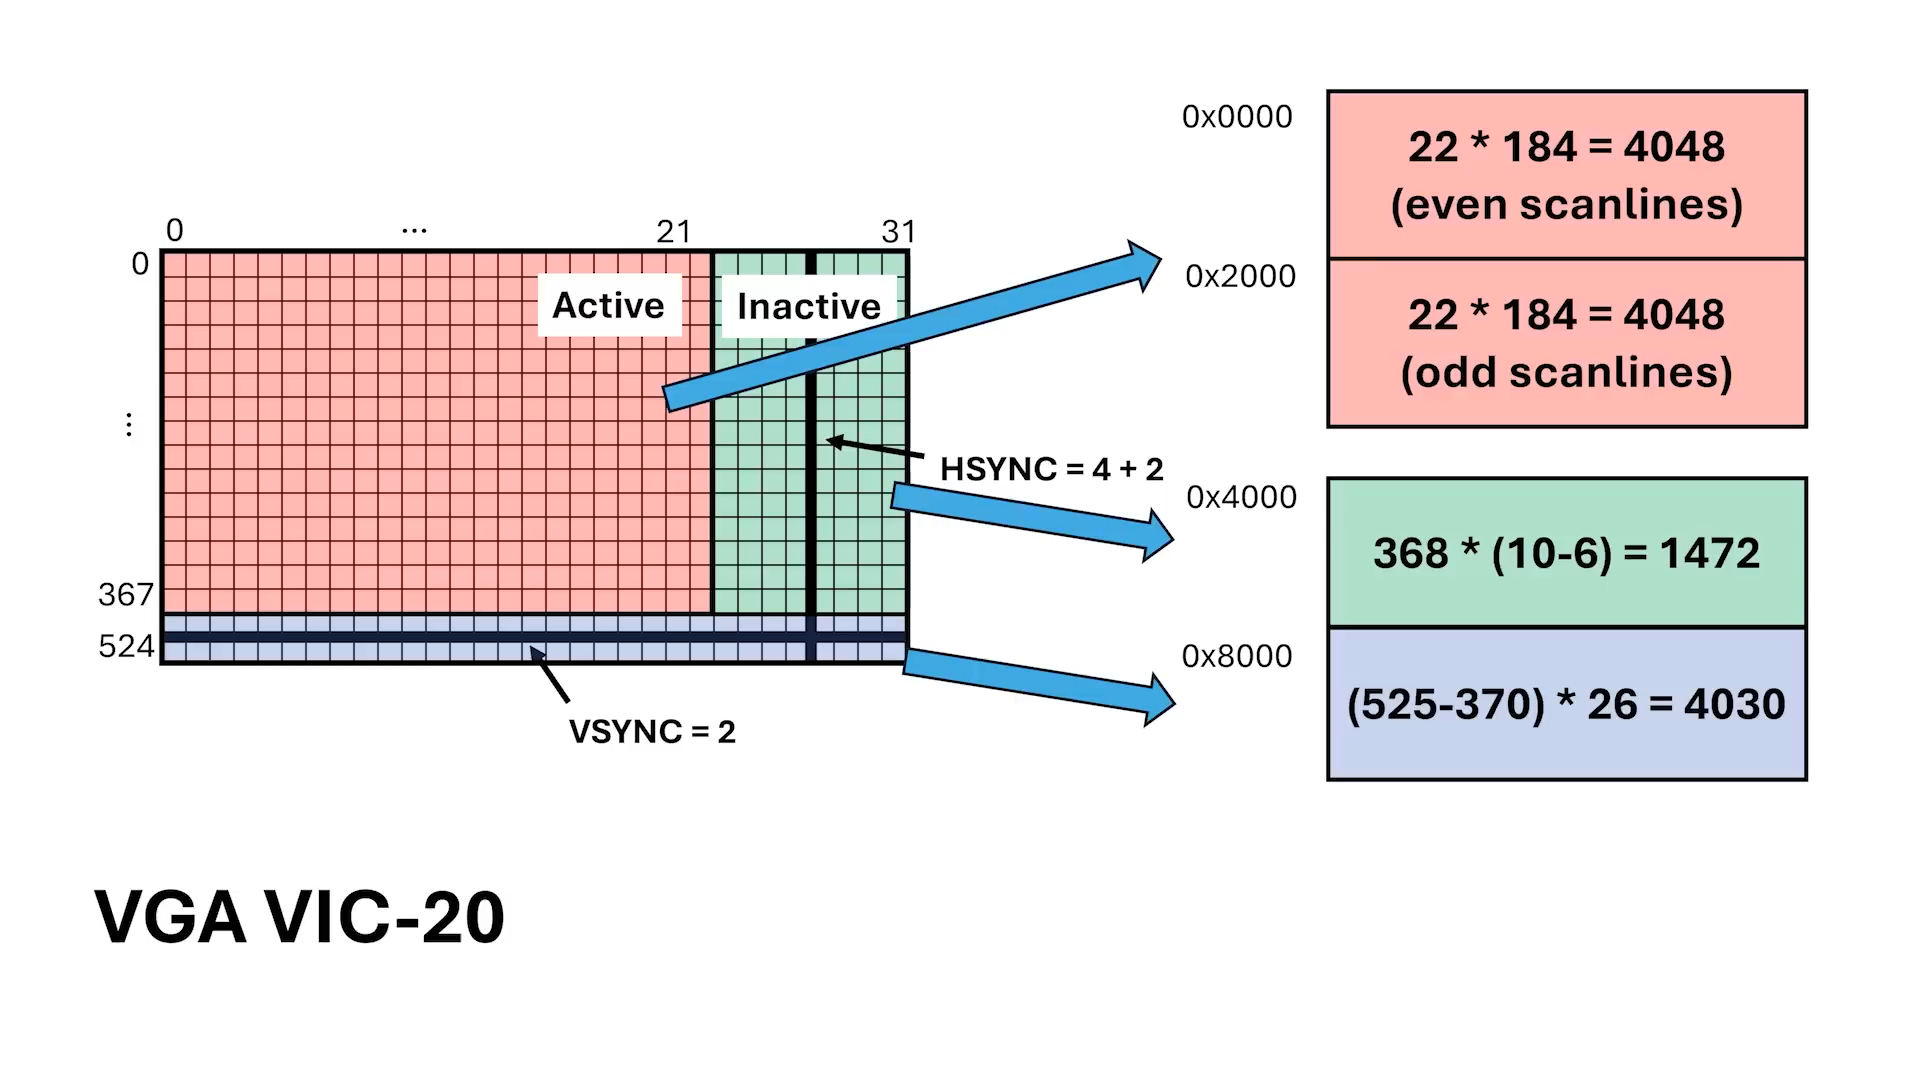 0 ... 21 31
0
Active
Inactive
⋮
HSYNC = 4 + 2
367
524
VSYNC = 2
0x0000
22 * 184 = 4048
(even scanlines)
0x2000
22 * 184 = 4048
(odd scanlines)
0x4000
368 * (10-6) = 1472
0x8000
(525-370) * 26 = 4030
VGA VIC-20